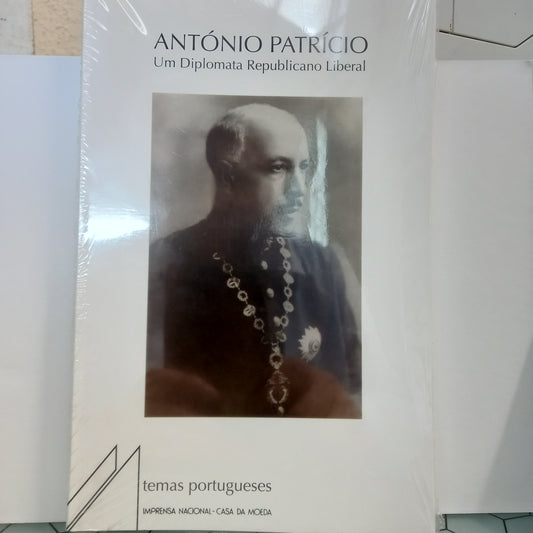 ANTÓNIO PATRÍCIO
Um Diplomata Republicano Liberal
temas portugueses
IMPRENSA NACIONAL-CASA DA MOEDA